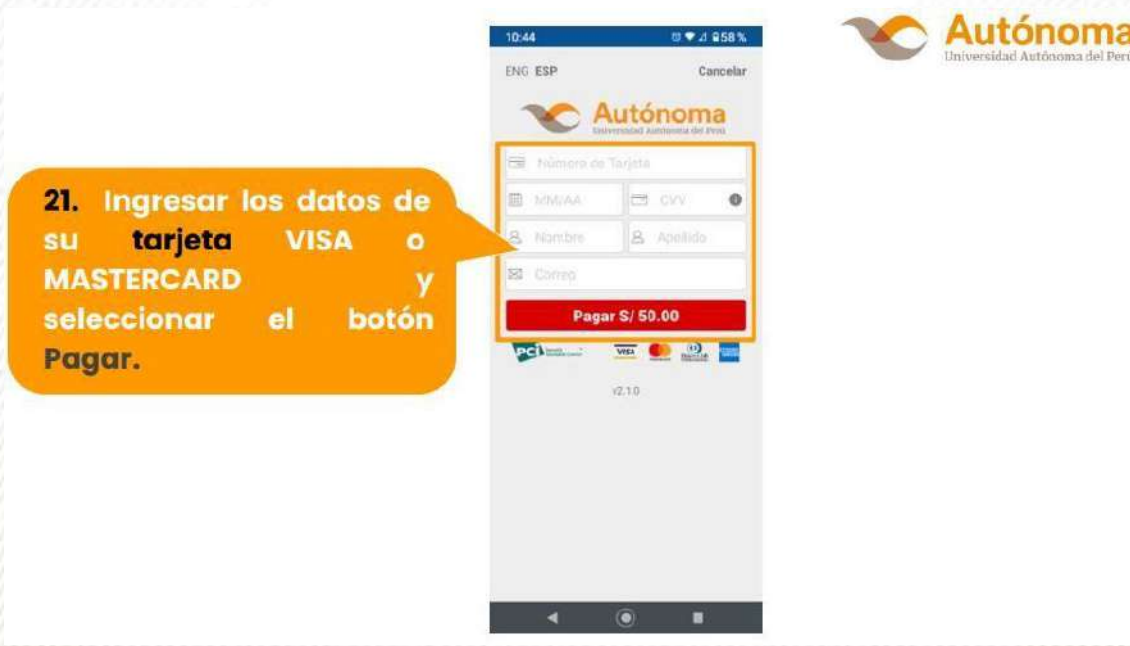 Autónoma
Universidad Autónoma del Perú
10:44 58 %
ENG ESP Cancelar
Autónoma
Universidad Autónoma del Perú
Número de Tarjeta
MM/AA CVV
Nombre Apellido
Correo
Pagar S/ 50.00
PCI VISA
v2.1.0
21. Ingresar los datos de
su tarjeta VISA o
MASTERCARD y
seleccionar el botón
Pagar.